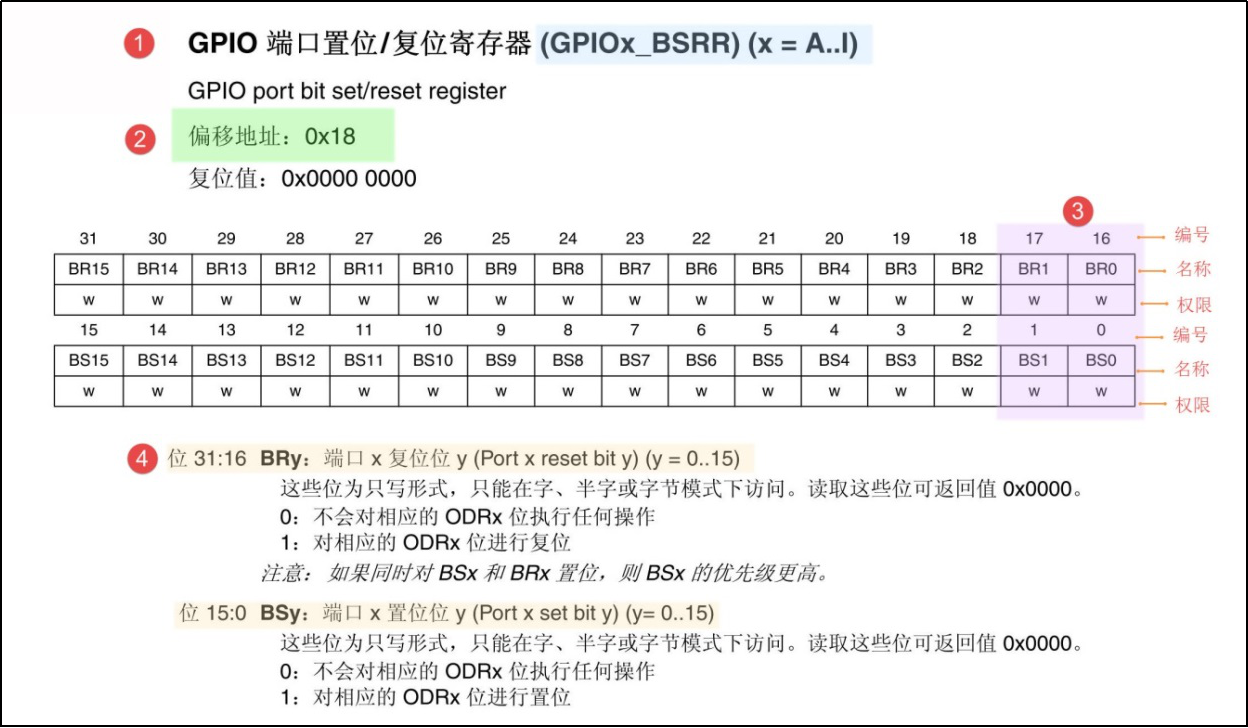 1 GPIO 端口置位/复位寄存器 (GPIOx_BSRR) (x = A..I)
GPIO port bit set/reset register
2 偏移地址：0x18
复位值：0x0000 0000
3
31 30 29 28 27 26 25 24 23 22 21 20 19 18 17 16 编号
BR15 BR14 BR13 BR12 BR11 BR10 BR9 BR8 BR7 BR6 BR5 BR4 BR3 BR2 BR1 BR0 名称
w w w w w w w w w w w w w w w w 权限
15 14 13 12 11 10 9 8 7 6 5 4 3 2 1 0 编号
BS15 BS14 BS13 BS12 BS11 BS10 BS9 BS8 BS7 BS6 BS5 BS4 BS3 BS2 BS1 BS0 名称
w w w w w w w w w w w w w w w w 权限
4 位 31:16 BRy：端口 x 复位位 y (Port x reset bit y) (y = 0..15)
这些位为只写形式，只能在字、半字或字节模式下访问。读取这些位可返回值 0x0000。
0：不会对相应的 ODRx 位执行任何操作
1：对相应的 ODRx 位进行复位
注意：如果同时对 BSx 和 BRx 置位，则 BSx 的优先级更高。
位 15:0 BSy：端口 x 置位位 y (Port x set bit y) (y= 0..15)
这些位为只写形式，只能在字、半字或字节模式下访问。读取这些位可返回值 0x0000。
0：不会对相应的 ODRx 位执行任何操作
1：对相应的 ODRx 位进行置位